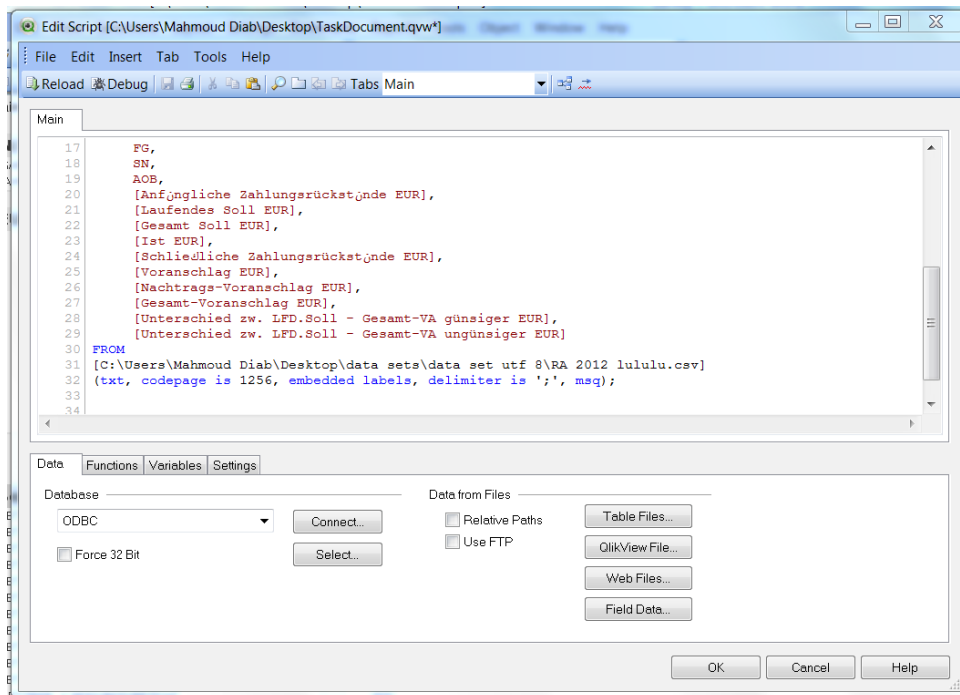 Edit Script [C:\Users\Mahmoud Diab\Desktop\TaskDocument.qvw*]
File Edit Insert Tab Tools Help
Reload Debug Tabs Main
Main
17 FG,
18 SN,
19 AOB,
20 [Anfنngliche Zahlungsrückstنnde EUR],
21 [Laufendes Soll EUR],
22 [Gesamt Soll EUR],
23 [Ist EUR],
24 [Schlieكliche Zahlungsrückstنnde EUR],
25 [Voranschlag EUR],
26 [Nachtrags-Voranschlag EUR],
27 [Gesamt-Voranschlag EUR],
28 [Unterschied zw. LFD.Soll - Gesamt-VA günsiger EUR],
29 [Unterschied zw. LFD.Soll - Gesamt-VA ungünsiger EUR]
30 FROM
31 [C:\Users\Mahmoud Diab\Desktop\data sets\data set utf 8\RA 2012 lululu.csv]
32 (txt, codepage is 1256, embedded labels, delimiter is ';', msq);
33
34
Data Functions Variables Settings
Database Data from Files
ODBC Connect... Relative Paths Table Files...
Use FTP
Force 32 Bit Select... QlikView File...
Web Files...
Field Data...
OK Cancel Help